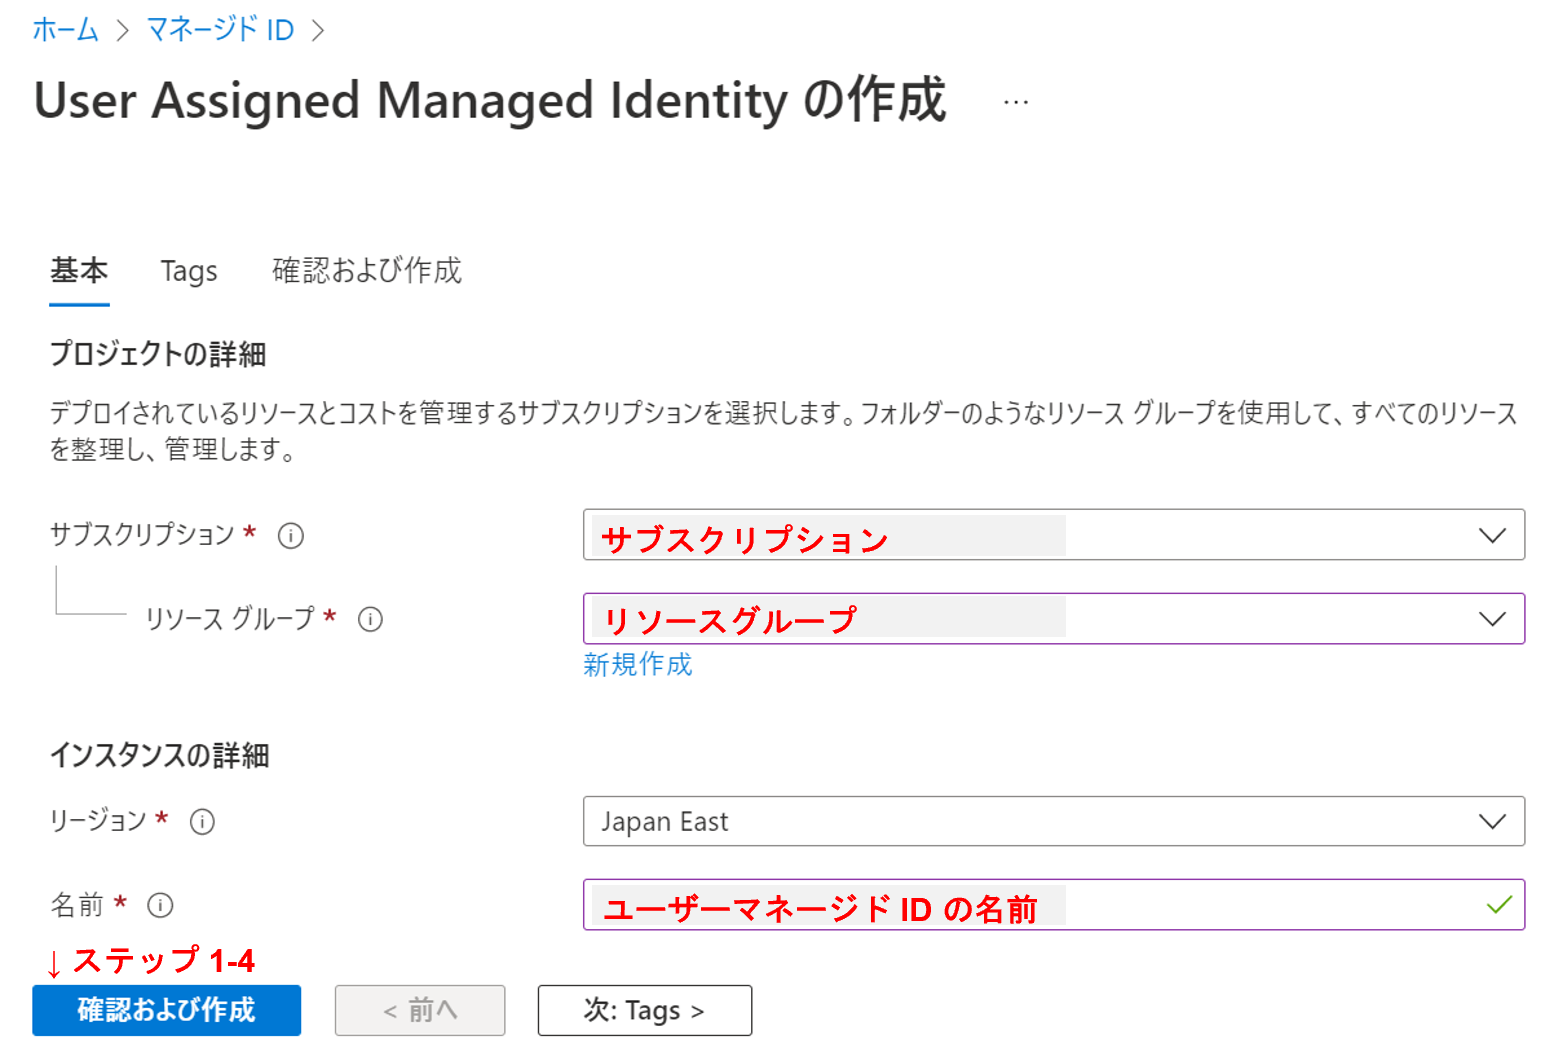 ホーム > マネージド ID >
User Assigned Managed Identity の作成 …
基本 Tags 確認および作成
プロジェクトの詳細
デプロイされているリソースとコストを管理するサブスクリプションを選択します。フォルダーのようなリソース グループを使用して、すべてのリソース
を整理し、管理します。
サブスクリプション * サブスクリプション
リソース グループ * リソースグループ
新規作成
インスタンスの詳細
リージョン * Japan East
名前 * ユーザーマネージド ID の名前
↓ ステップ 1-4
確認および作成 < 前へ 次: Tags >